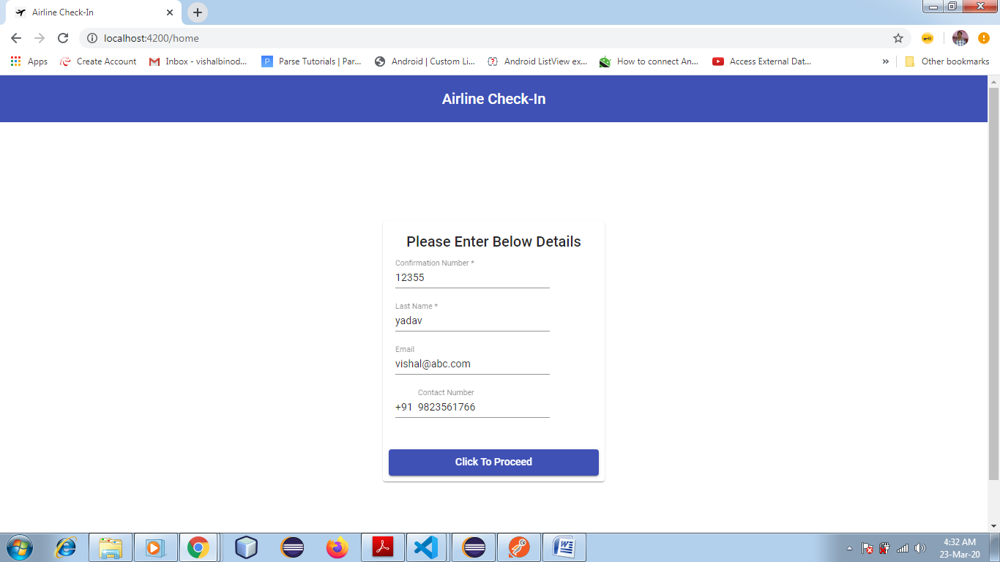 Airline Check-In
localhost:4200/home
Apps
Create Account
Inbox - vishalbinod...
Parse Tutorials | Par...
Android | Custom Li...
Android ListView ex...
How to connect An...
Access External Dat...
»
Other bookmarks
Airline Check-In
Please Enter Below Details
Confirmation Number *
12355
Last Name *
yadav
Email
vishal@abc.com
Contact Number
+91 9823561766
Click To Proceed
4:32 AM
23-Mar-20